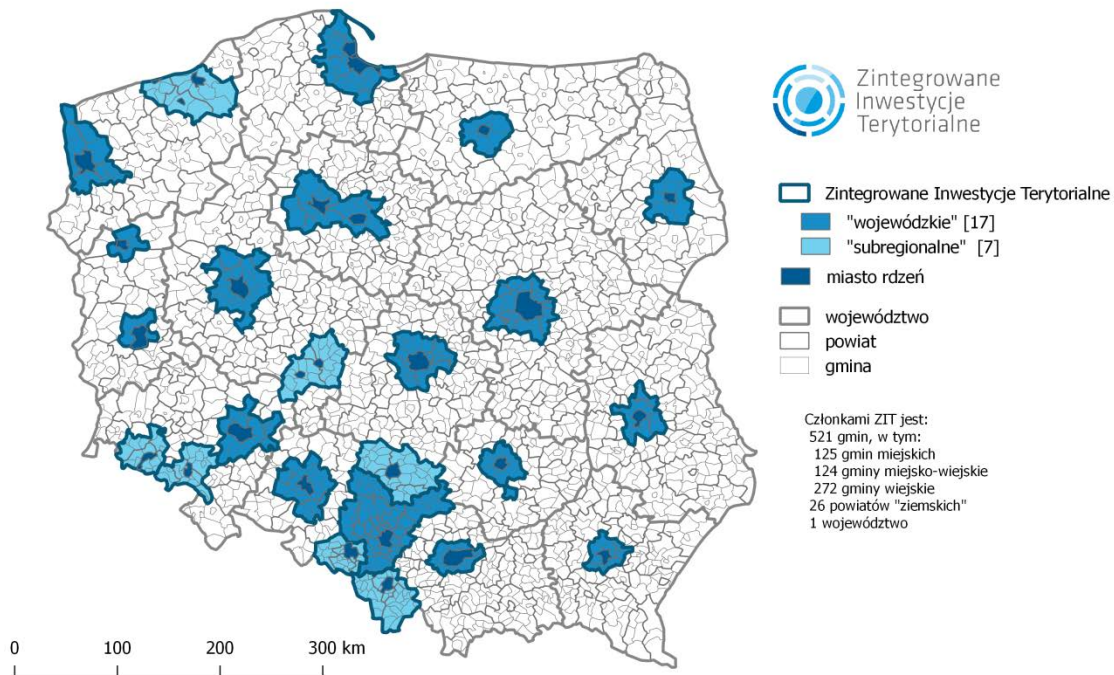 Zintegrowane
Inwestycje
Terytorialne
Zintegrowane Inwestycje Terytorialne
"wojewódzkie" [17]
"subregionalne" [7]
miasto rdzeń
województwo
powiat
gmina
Członkami ZIT jest:
521 gmin, w tym:
125 gmin miejskich
124 gminy miejsko-wiejskie
272 gminy wiejskie
26 powiatów "ziemskich"
1 województwo
0 100 200 300 km